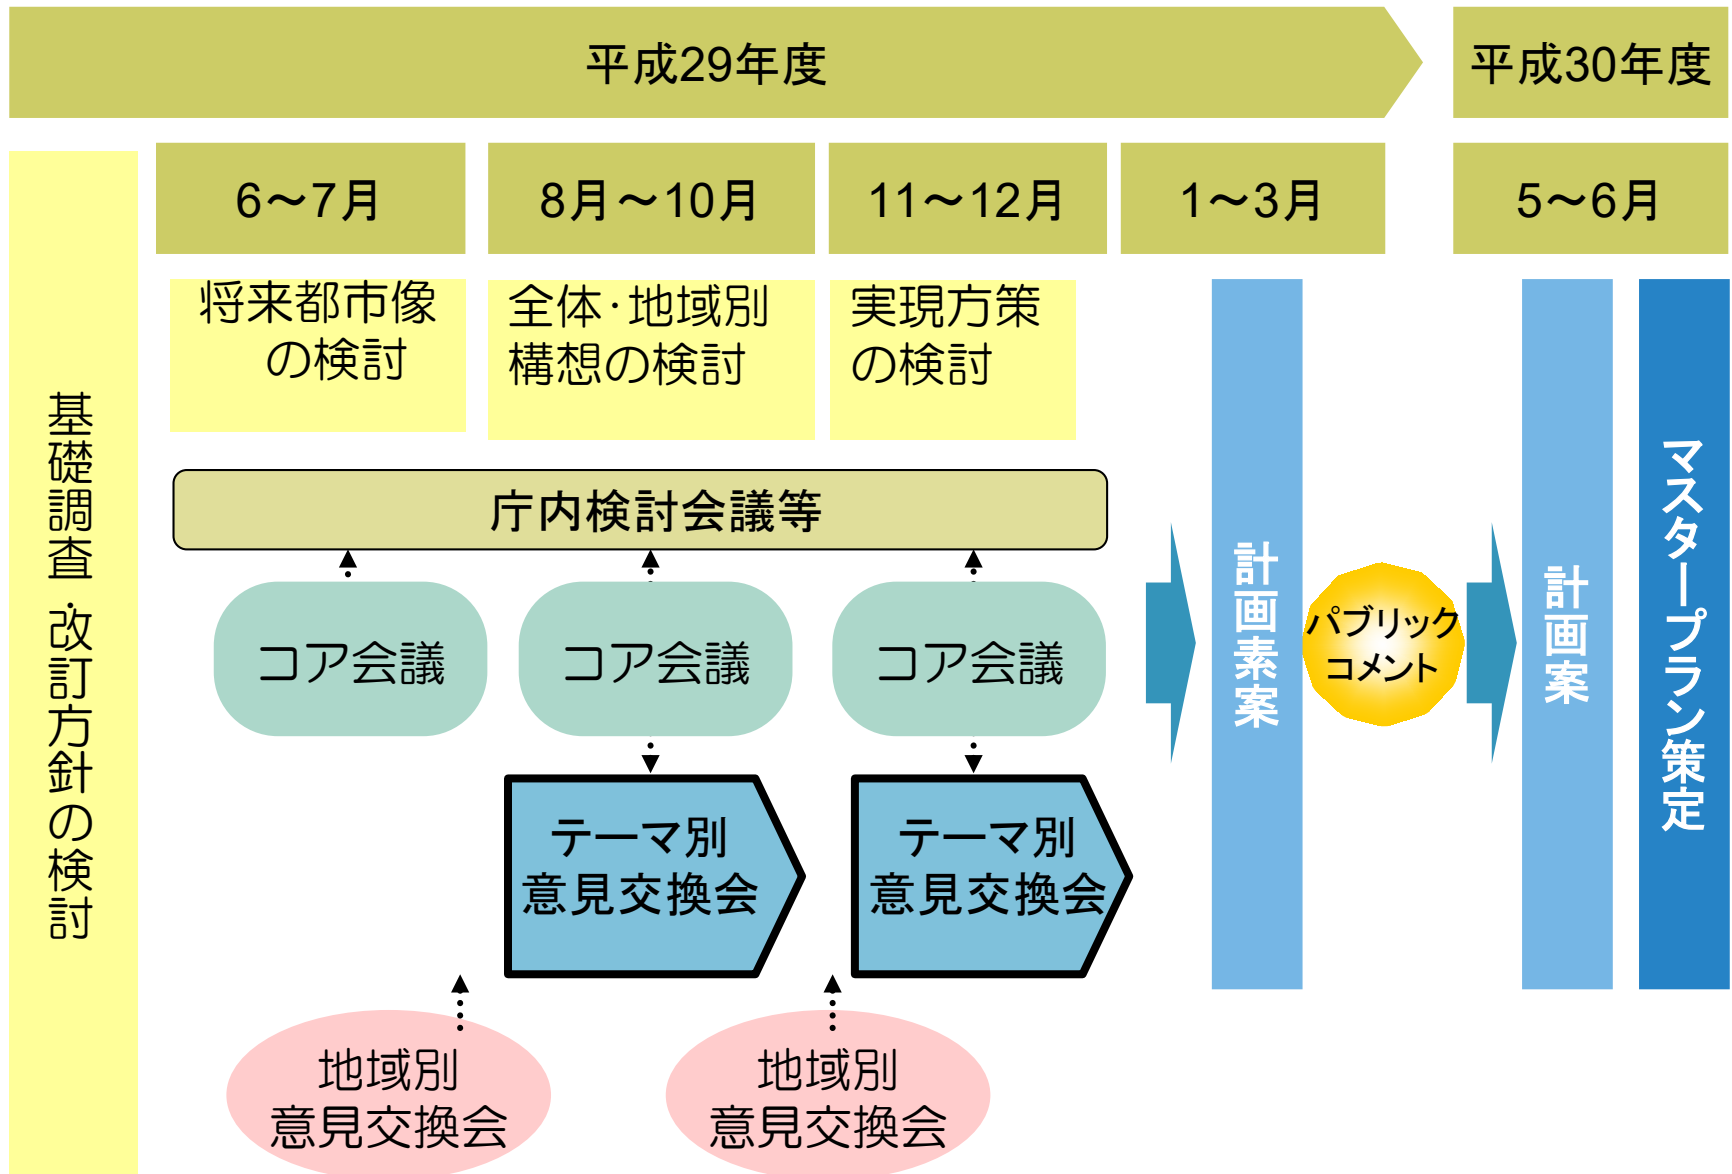 平成29年度
平成30年度
6～7月
8月～10月
11～12月
1～3月
5～6月
基礎調査・改訂方針の検討
将来都市像
の検討
全体・地域別
構想の検討
実現方策
の検討
庁内検討会議等
コア会議
コア会議
コア会議
テーマ別
意見交換会
テーマ別
意見交換会
地域別
意見交換会
地域別
意見交換会
計画素案
パブリック
コメント
計画案
マスタープラン策定